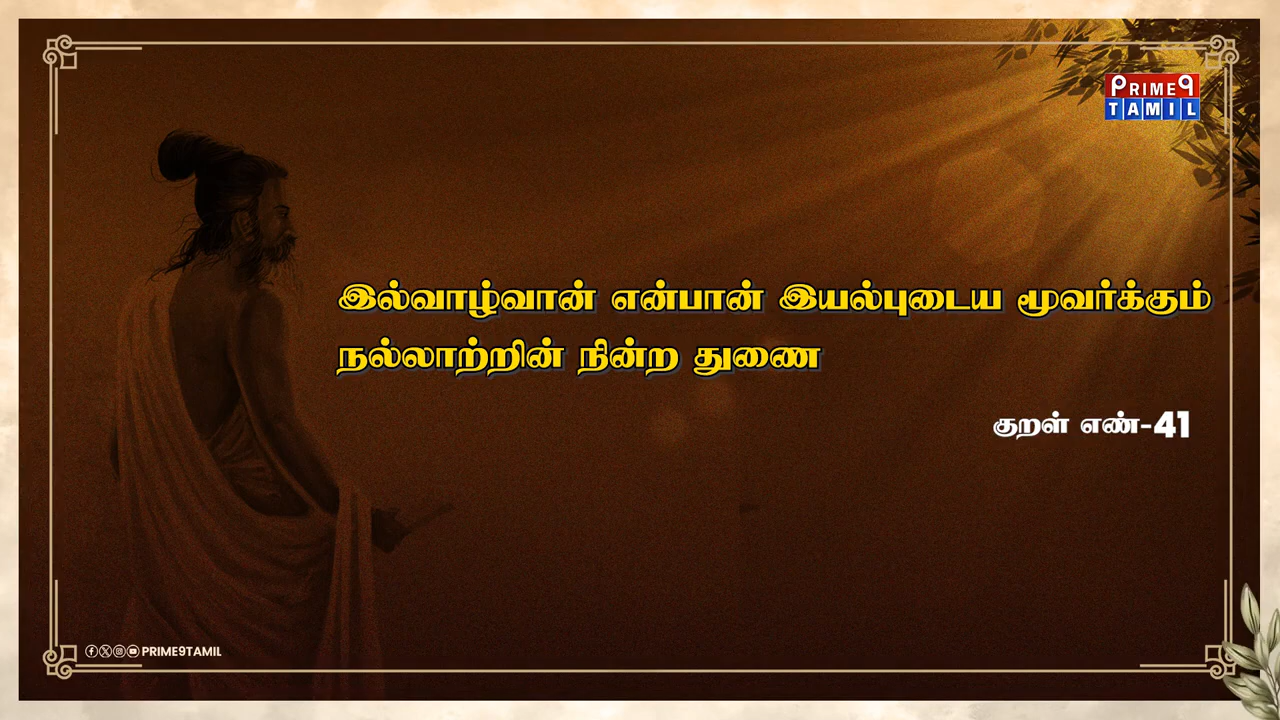 PRIME9
TAMIL
இல்வாழ்வான் என்பான் இயல்புடைய மூவர்க்கும்
நல்லாற்றின் நின்ற துணை
குறள் எண்-41
PRIME9TAMIL